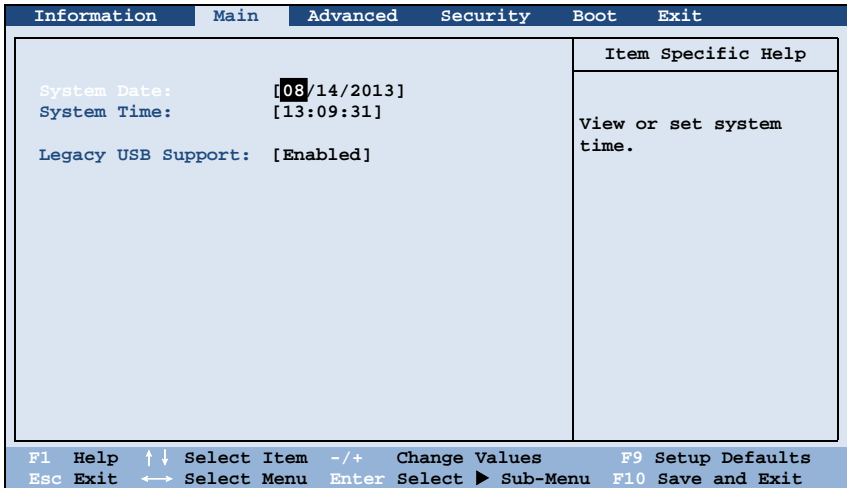 Information Main Advanced Security Boot Exit
Item Specific Help
System Date: [08/14/2013]
System Time: [13:09:31]
View or set system
time.
Legacy USB Support: [Enabled]
F1 Help ↑↓ Select Item -/+ Change Values F9 Setup Defaults
Esc Exit ←→ Select Menu Enter Select ▶ Sub-Menu F10 Save and Exit